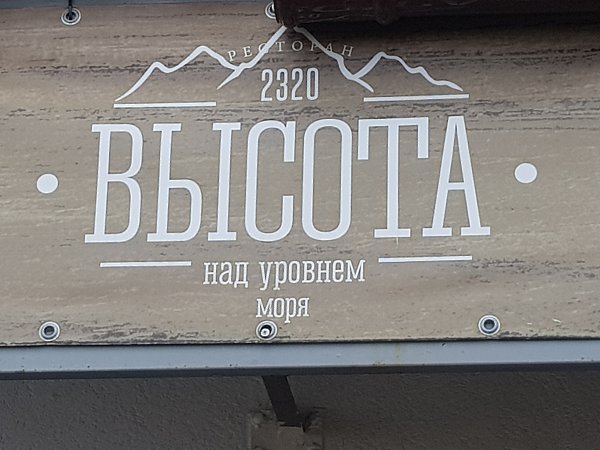 РЕСТОРАН
2320
ВЫСОТА
над уровнем
моря